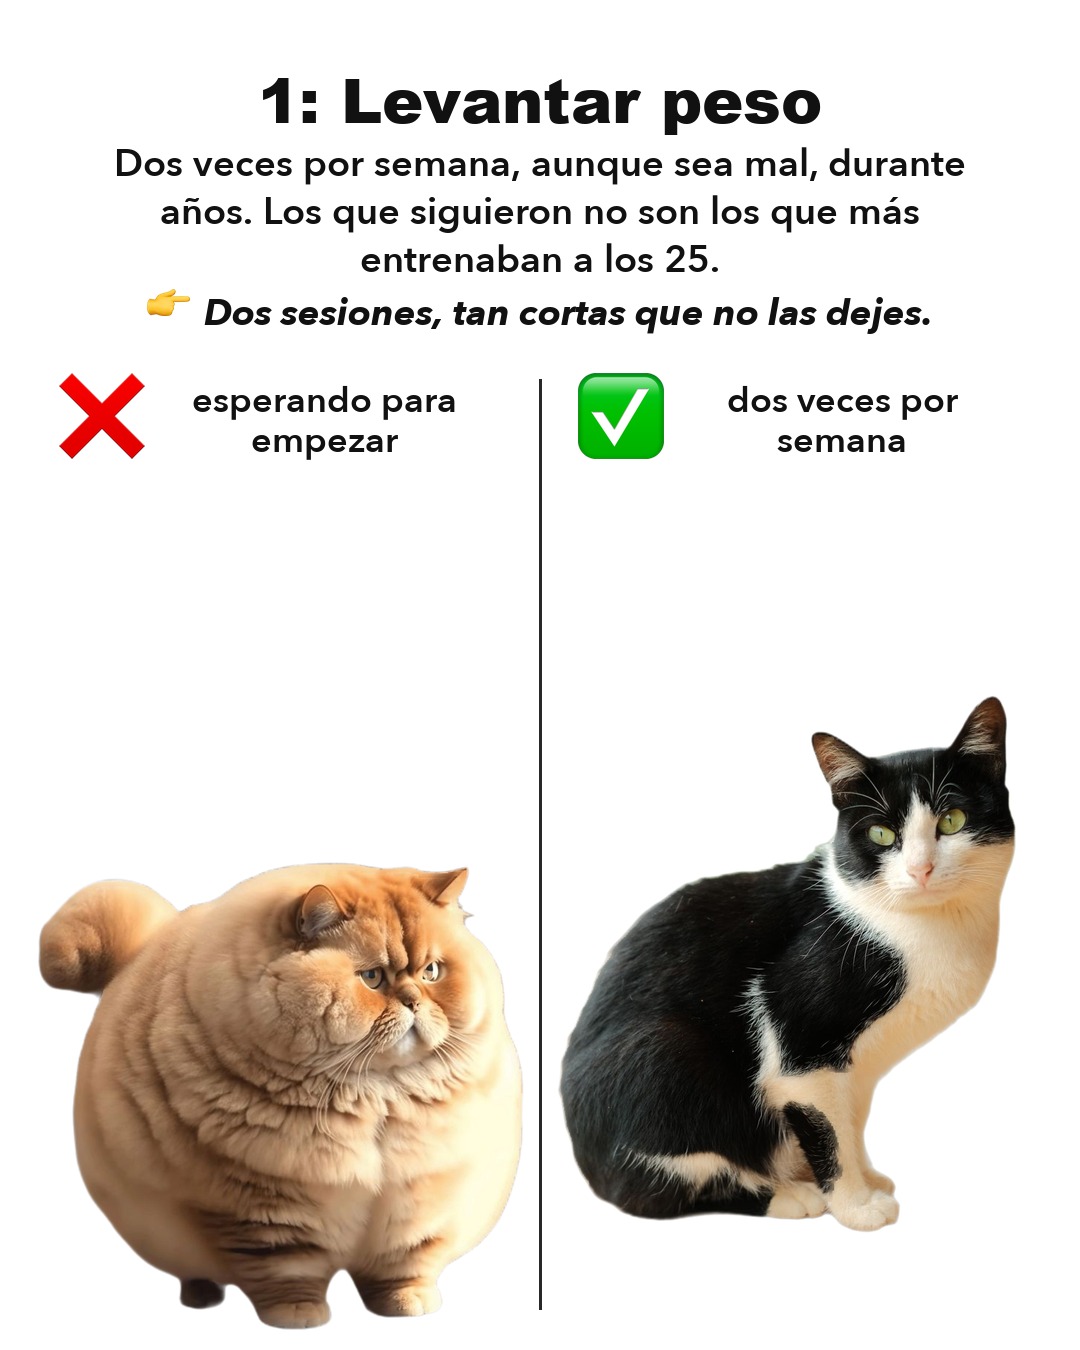 1: Levantar peso
Dos veces por semana, aunque sea mal, durante
años. Los que siguieron no son los que más
entrenaban a los 25.
👉 Dos sesiones, tan cortas que no las dejes.
❌ esperando para
empezar
✅ dos veces por
semana